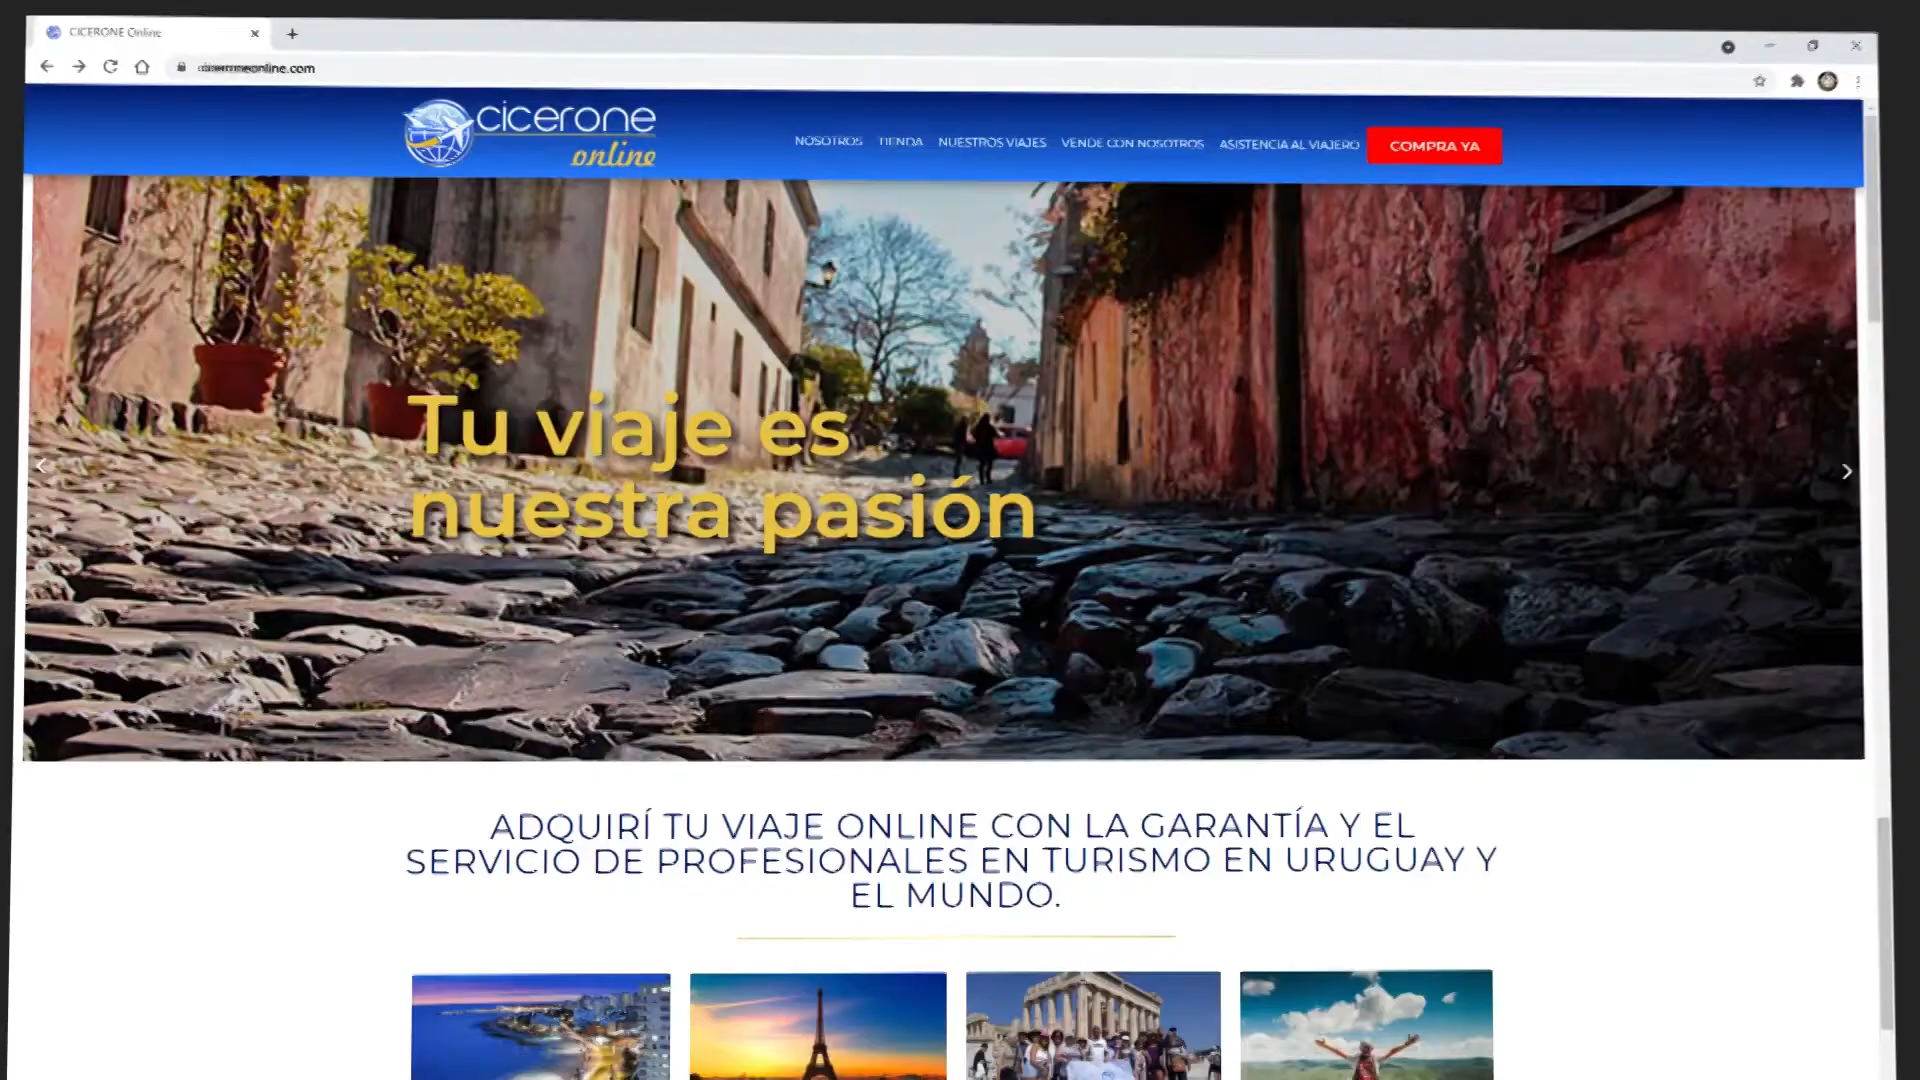 CICERONE Online
ciceroneonline.com
cicerone
online
NOSOTROS TIENDA NUESTROS VIAJES VENDE CON NOSOTROS ASISTENCIA AL VIAJERO COMPRA YA
Tu viaje es
nuestra pasión
ADQUIRÍ TU VIAJE ONLINE CON LA GARANTÍA Y EL
SERVICIO DE PROFESIONALES EN TURISMO EN URUGUAY Y
EL MUNDO.